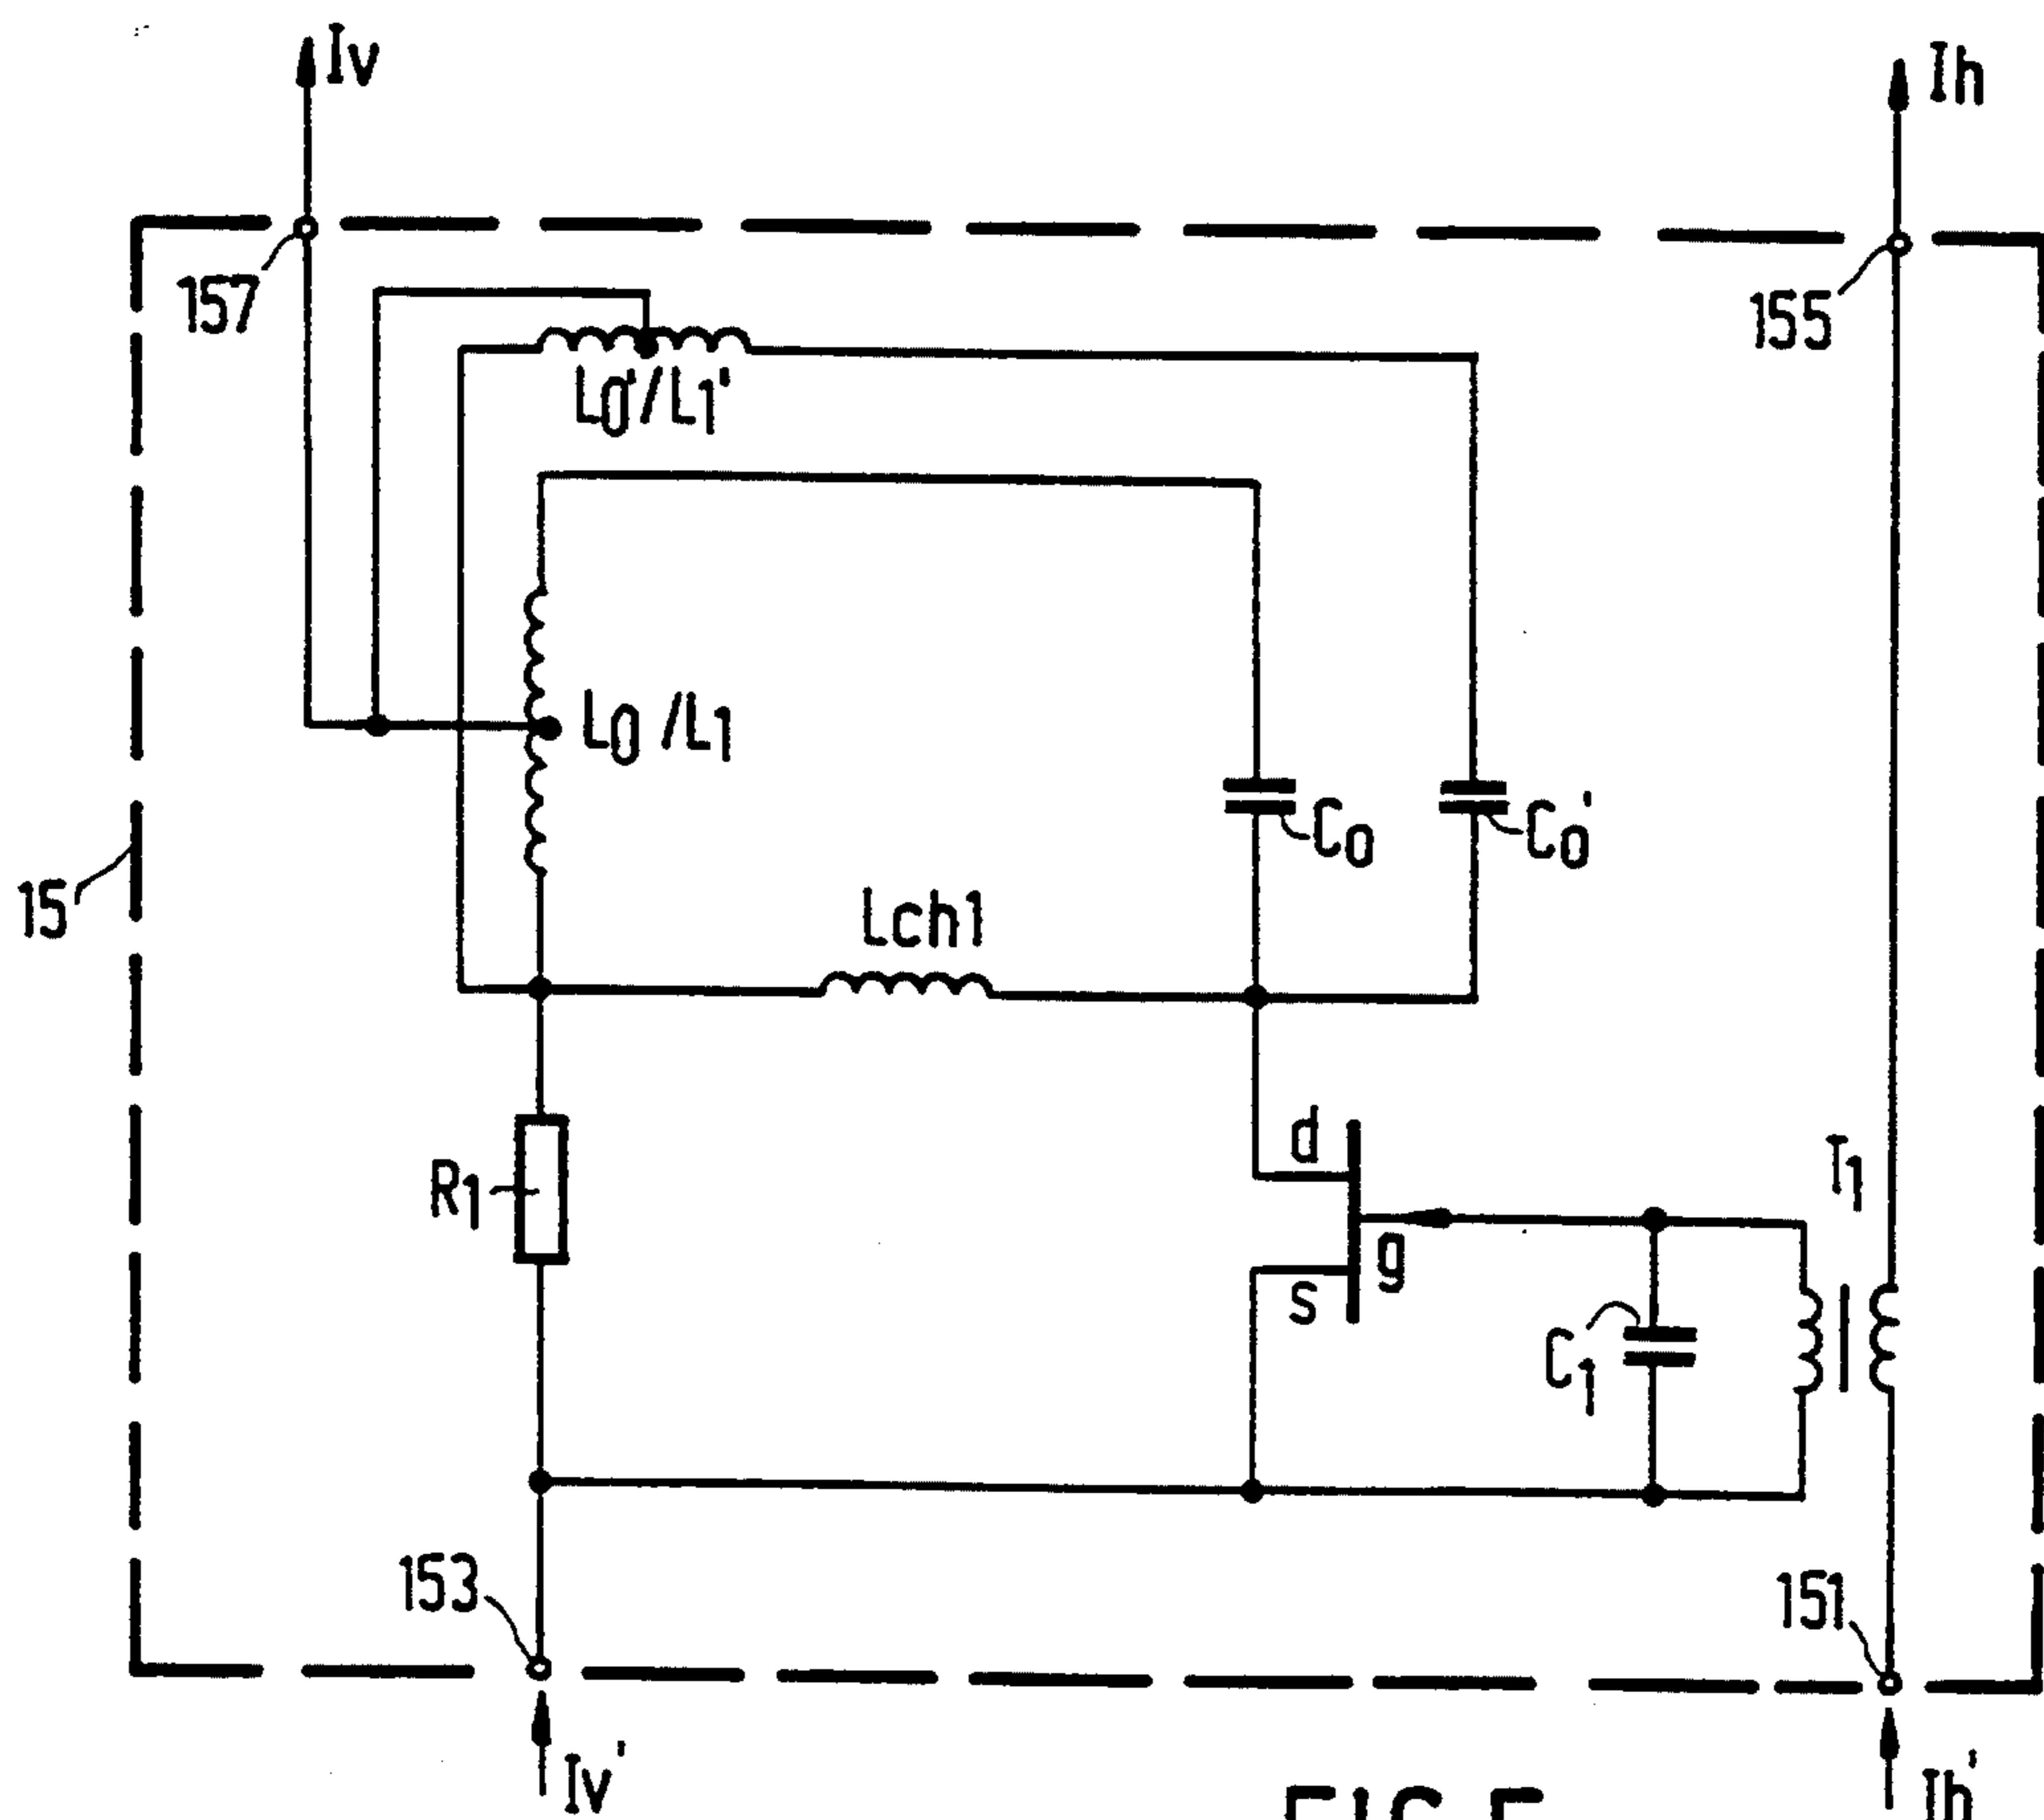 Iv
Ih
157
155
L0'/L1'
L0/L1
C0
C0'
15
Lch1
d
R1
T1
g
s
C1
153
151
Iv'
Ih'